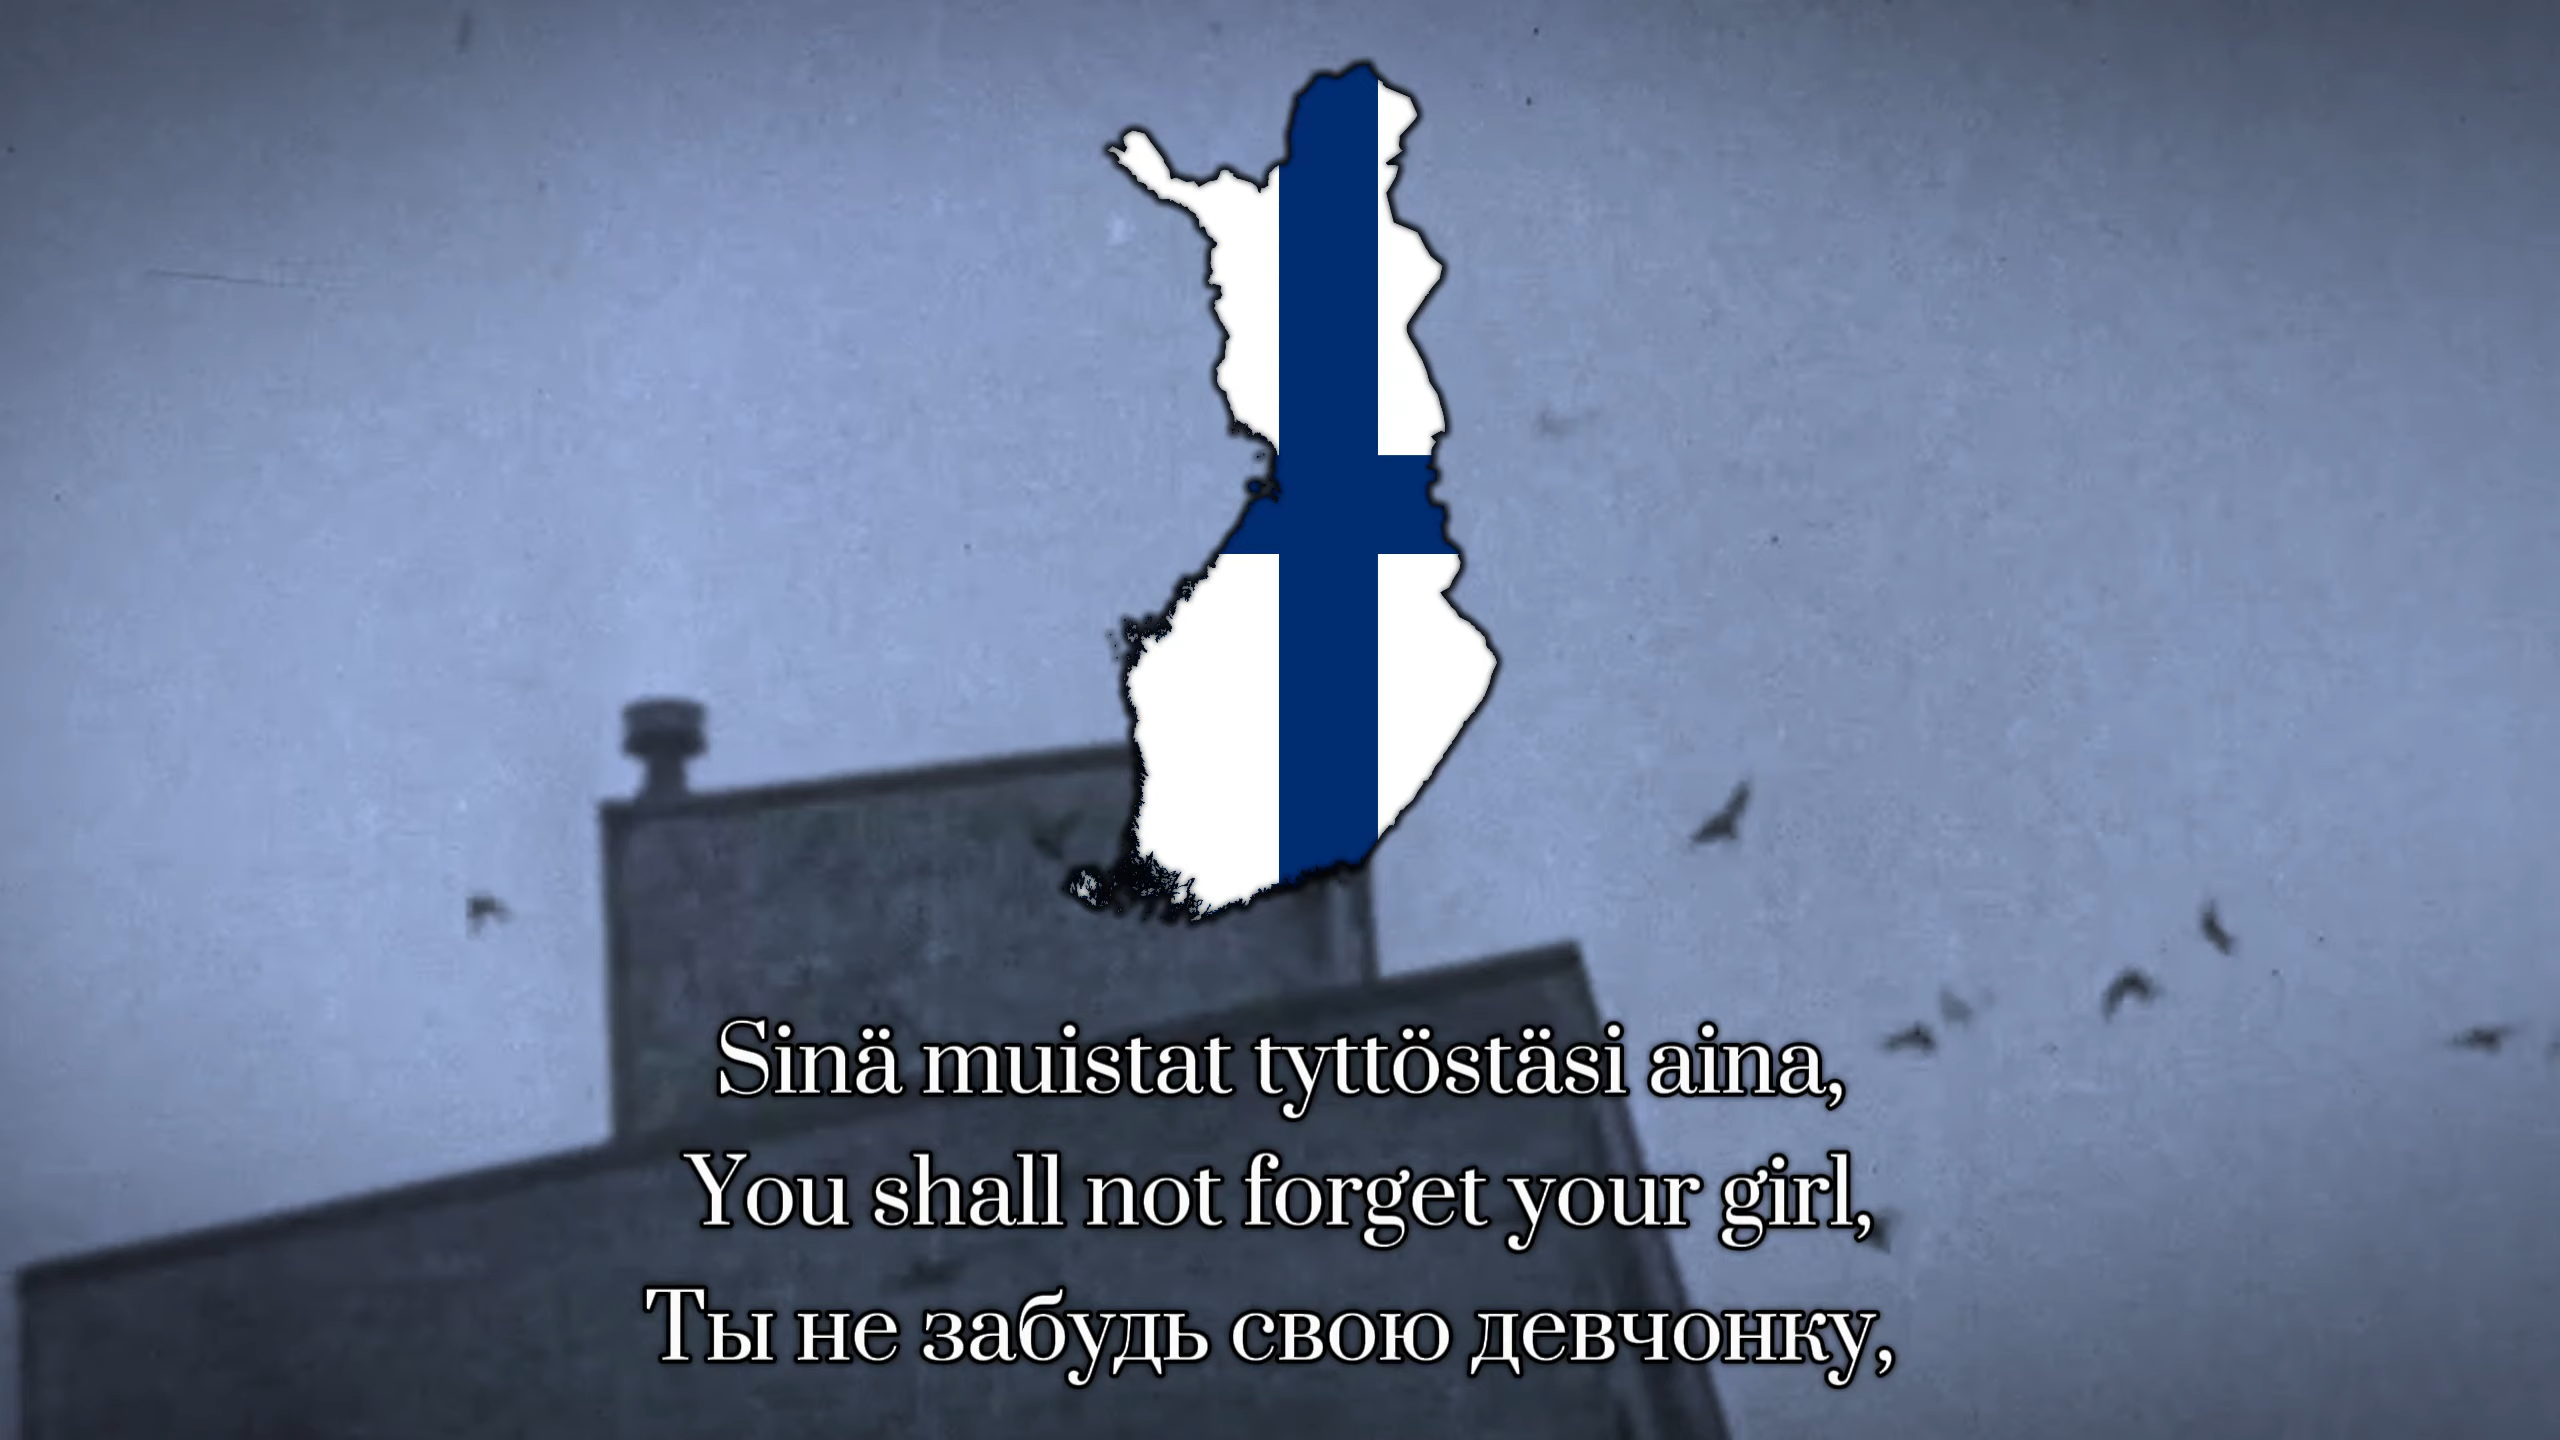 Sinä muistat tyttöstäsi aina,
You shall not forget your girl,
Ты не забудь свою девчонку,